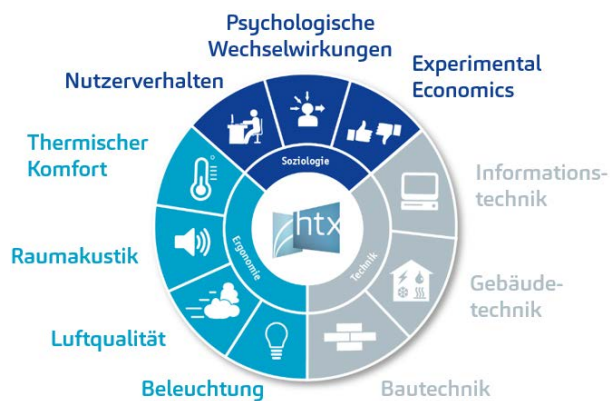 Psychologische
Wechselwirkungen
Nutzerverhalten
Experimental
Economics
Thermischer
Komfort
Soziologie
Informations-
technik
htx
Raumakustik
Ergonomie
Technik
Gebäude-
technik
Luftqualität
Beleuchtung
Bautechnik